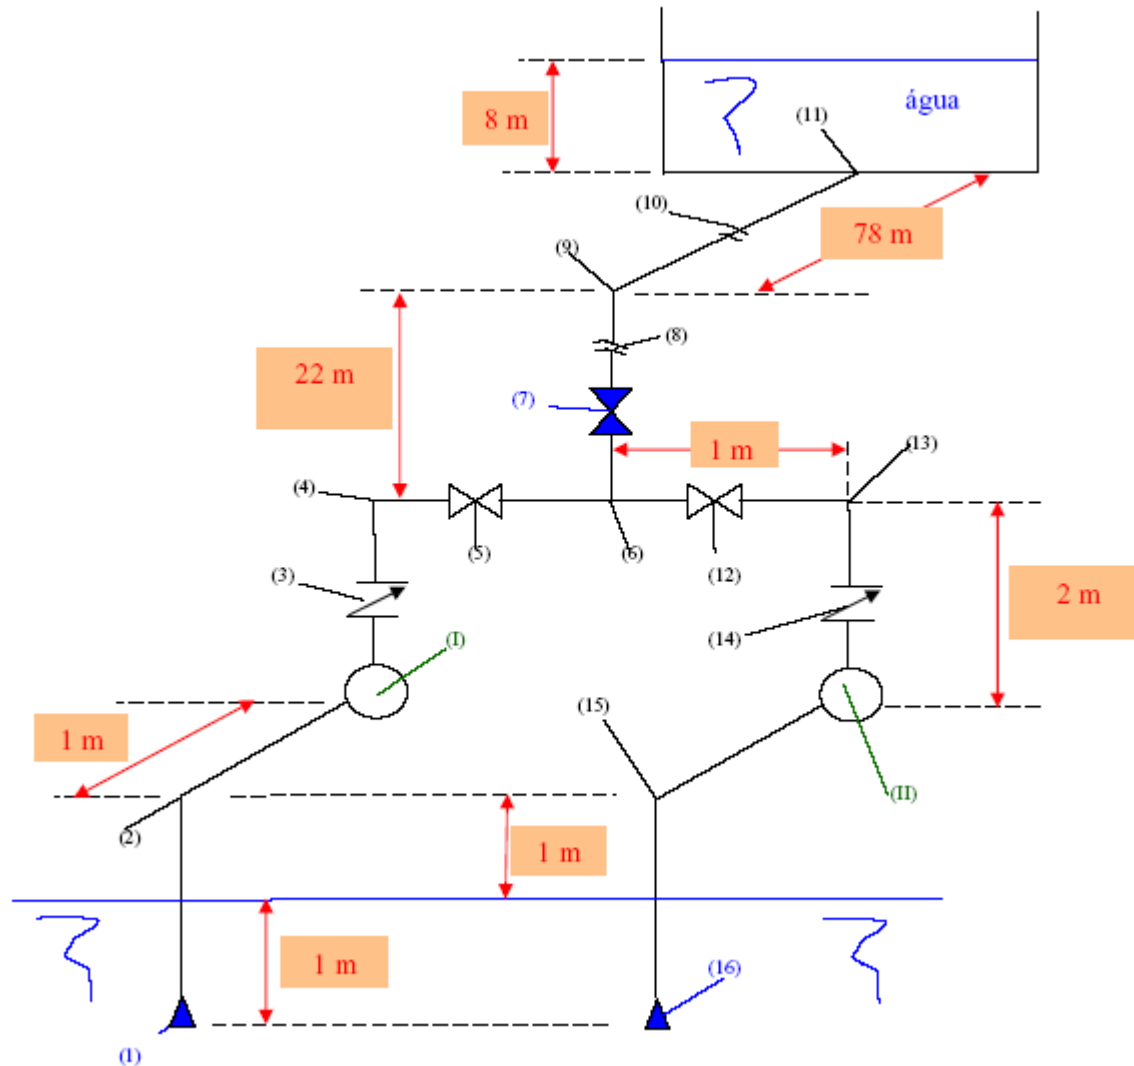 8 m
água
(11)
(10)
78 m
(9)
22 m
(8)
(7)
1 m
(13)
(4)
(5)
(6)
(12)
(3)
2 m
(14)
(I)
(15)
1 m
(II)
(2)
1 m
1 m
(16)
(1)